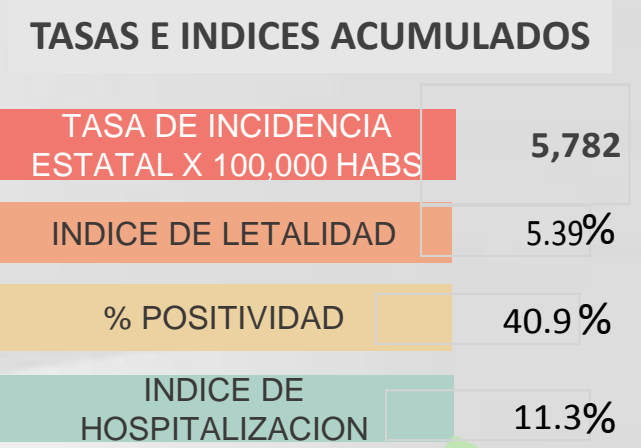 TASAS E INDICES ACUMULADOS
TASA DE INCIDENCIA
ESTATAL X 100,000 HABS
5,782
INDICE DE LETALIDAD
5.39%
% POSITIVIDAD
40.9 %
INDICE DE
HOSPITALIZACION
11.3%